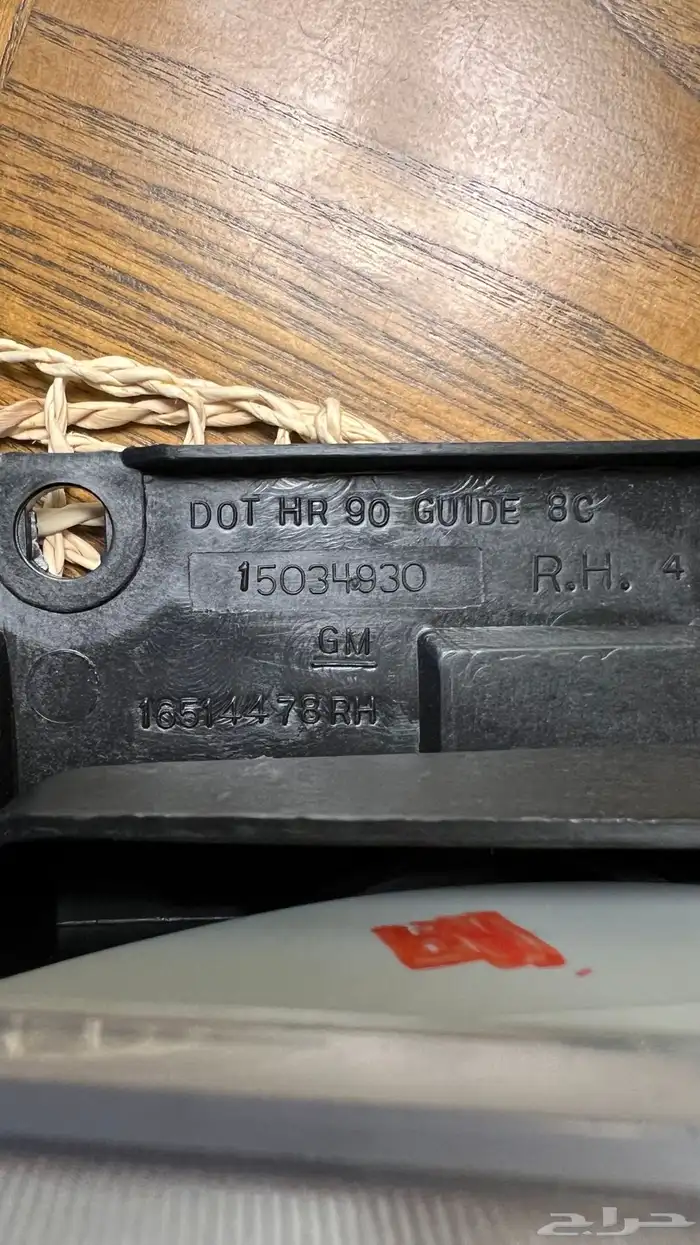 DOT HR 90 GUIDE 8C
15034930
R.H. 4
GM
16514478 RH
حراج